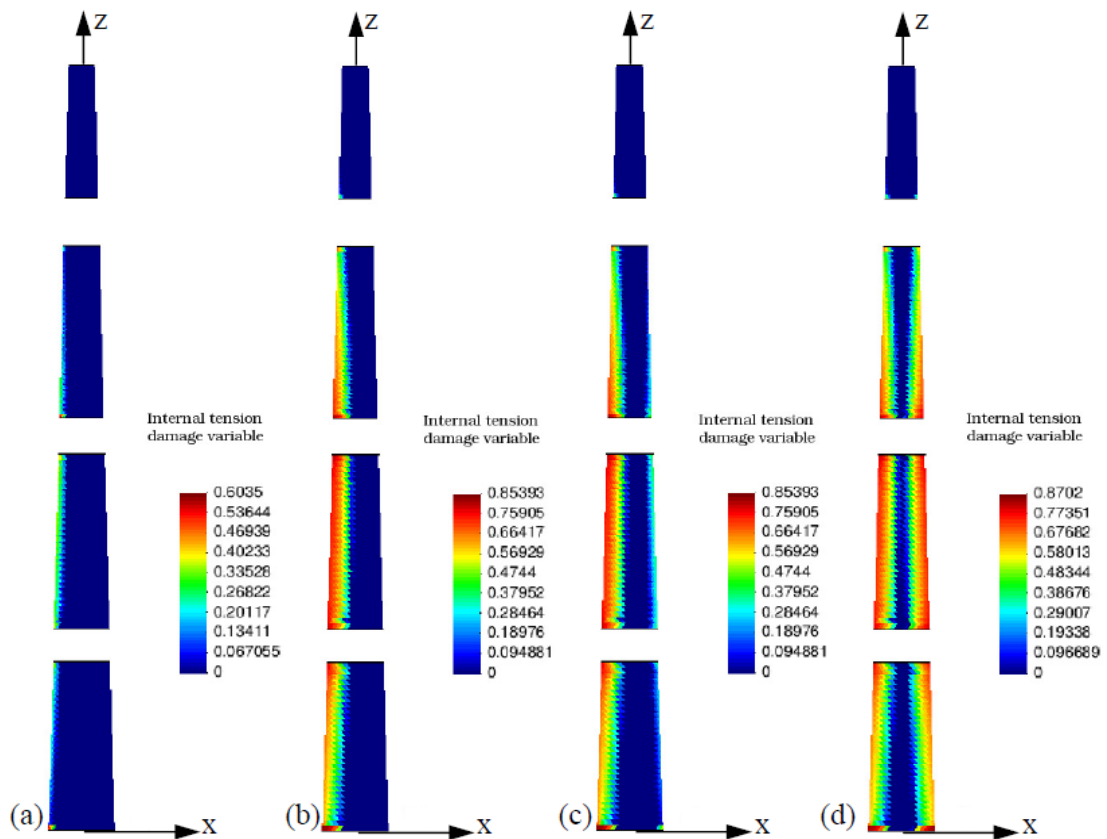 Z
Z
Z
Z
Internal tension
damage variable
0.6035
0.53644
0.46939
0.40233
0.33528
0.26822
0.20117
0.13411
0.067055
0
(a)
X
Internal tension
damage variable
0.85393
0.75905
0.66417
0.56929
0.4744
0.37952
0.28464
0.18976
0.094881
0
(b)
X
Internal tension
damage variable
0.85393
0.75905
0.66417
0.56929
0.4744
0.37952
0.28464
0.18976
0.094881
0
(c)
X
Internal tension
damage variable
0.8702
0.77351
0.67682
0.58013
0.48344
0.38676
0.29007
0.19338
0.096689
0
(d)
X